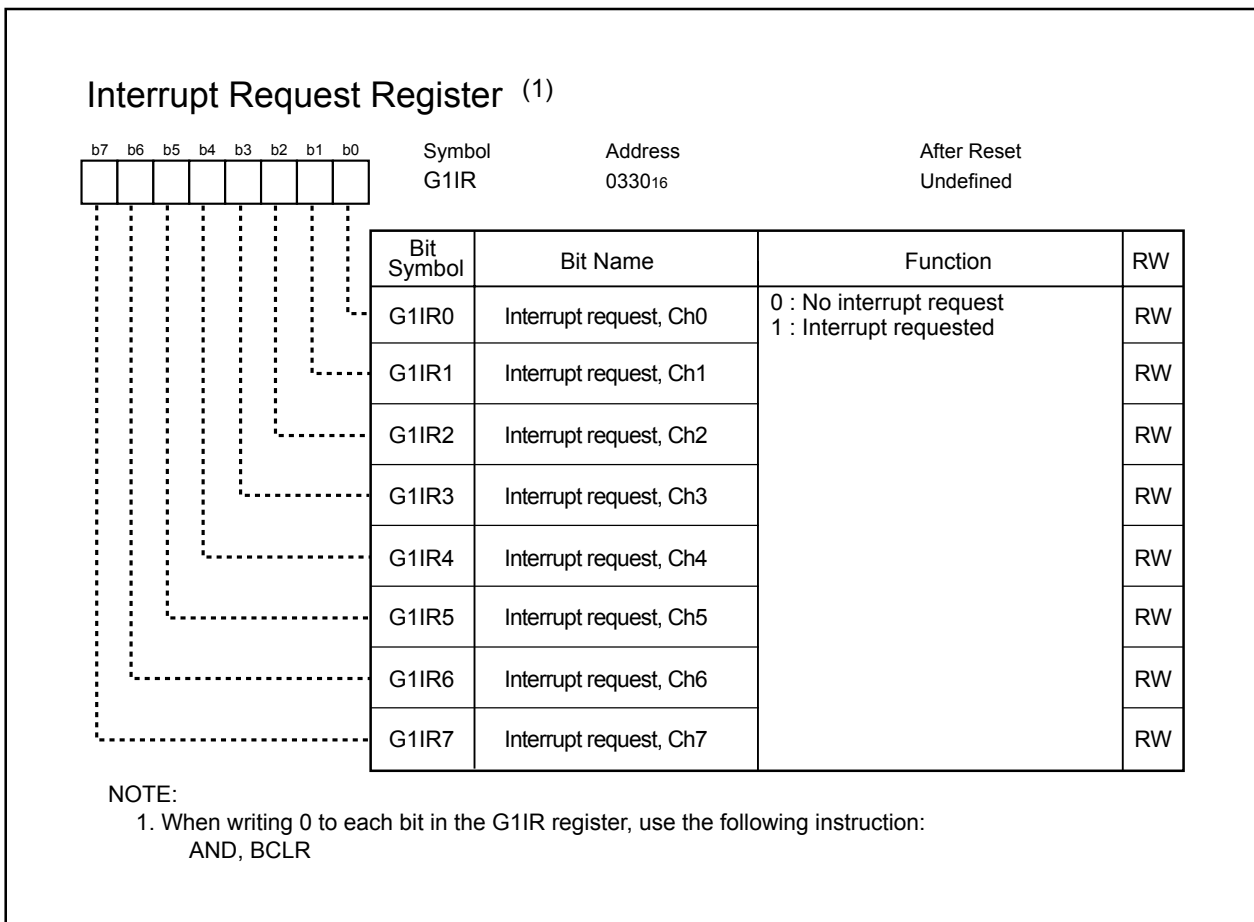 Interrupt Request Register (1)
b7 b6 b5 b4 b3 b2 b1 b0
Symbol Address After Reset
G1IR 033016 Undefined
Bit Symbol Bit Name Function RW
G1IR0 Interrupt request, Ch0 0 : No interrupt request RW
1 : Interrupt requested
G1IR1 Interrupt request, Ch1 RW
G1IR2 Interrupt request, Ch2 RW
G1IR3 Interrupt request, Ch3 RW
G1IR4 Interrupt request, Ch4 RW
G1IR5 Interrupt request, Ch5 RW
G1IR6 Interrupt request, Ch6 RW
G1IR7 Interrupt request, Ch7 RW
NOTE:
1. When writing 0 to each bit in the G1IR register, use the following instruction:
AND, BCLR